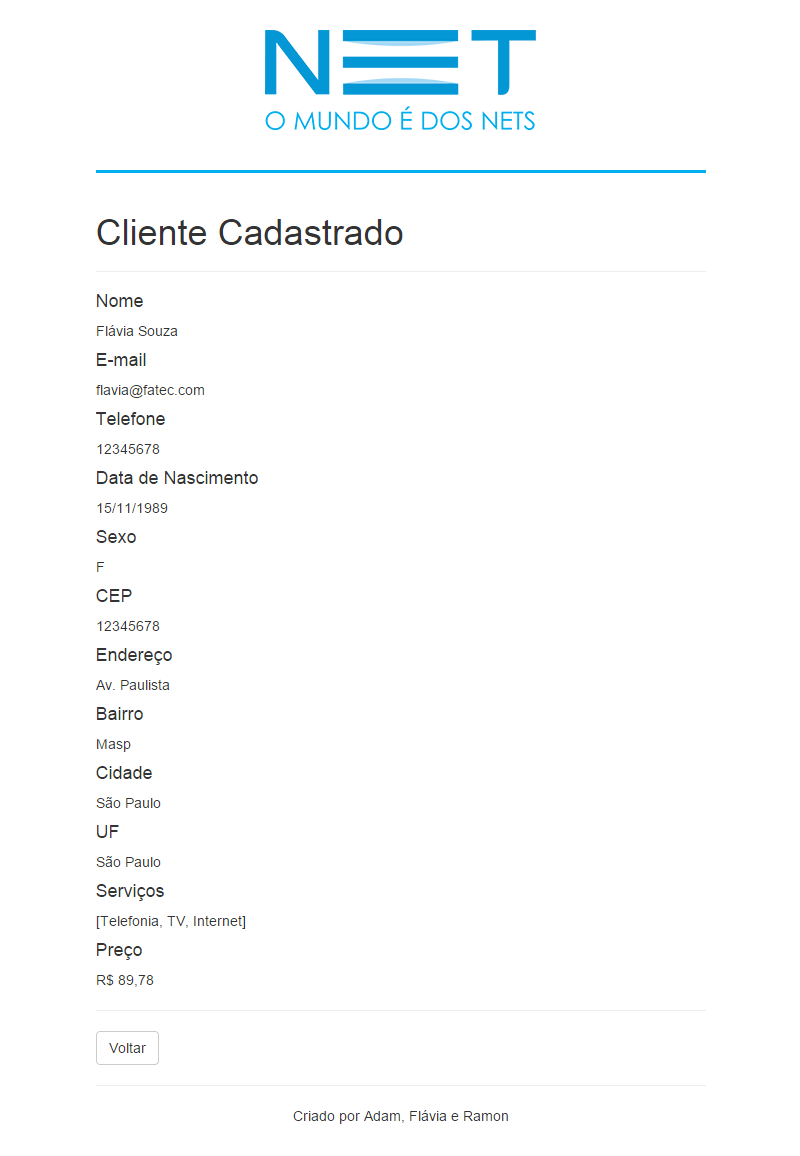 NET
O MUNDO É DOS NETS
Cliente Cadastrado
Nome
Flávia Souza
E-mail
flavia@fatec.com
Telefone
12345678
Data de Nascimento
15/11/1989
Sexo
F
CEP
12345678
Endereço
Av. Paulista
Bairro
Masp
Cidade
São Paulo
UF
São Paulo
Serviços
[Telefonia, TV, Internet]
Preço
R$ 89,78
Voltar
Criado por Adam, Flávia e Ramon